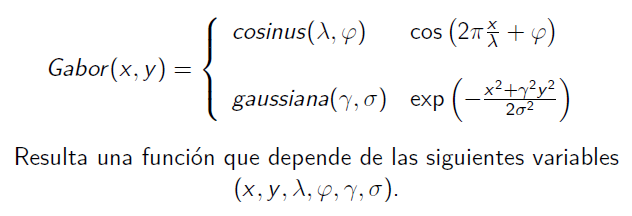 Gabor(x, y) = { cosinus(λ, φ) cos (2π x/λ + φ)
gaussiana(γ, σ) exp (− x²+γ²y² / 2σ²)
Resulta una función que depende de las siguientes variables
(x, y, λ, φ, γ, σ).